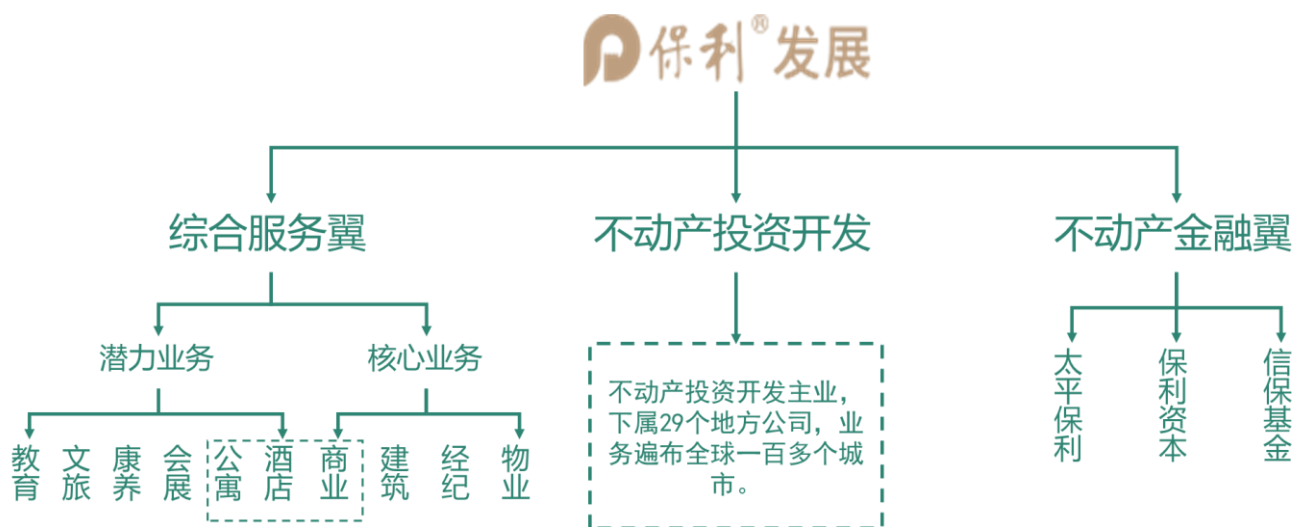 保利®发展
综合服务翼
不动产投资开发
不动产金融翼
潜力业务
核心业务
不动产投资开发主业，
下属29个地方公司，业
务遍布全球一百多个城
市。
太平保利
保利资本
信保基金
教育
文旅
康养
会展
公寓
酒店
商业
建筑
经纪
物业